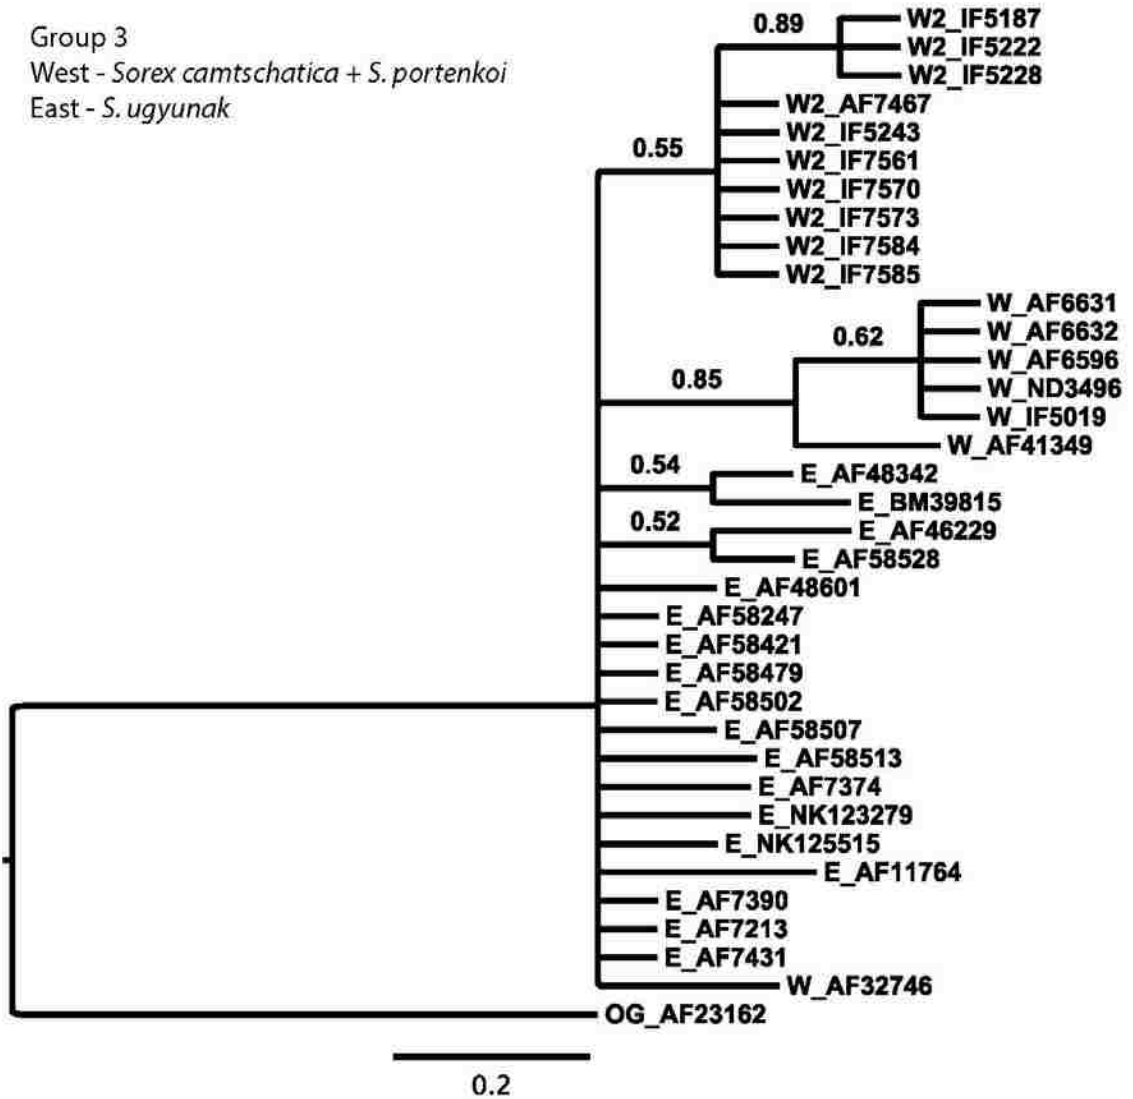 Group 3
West - Sorex camtschatica + S. portenkoi
East - S. ugyunak
0.89
W2_IF5187
W2_IF5222
W2_IF5228
W2_AF7467
0.55
W2_IF5243
W2_IF7561
W2_IF7570
W2_IF7573
W2_IF7584
W2_IF7585
W_AF6631
0.62
W_AF6632
W_AF6596
0.85
W_ND3496
W_IF5019
W_AF41349
0.54
E_AF48342
E_BM39815
0.52
E_AF46229
E_AF58528
E_AF48601
E_AF58247
E_AF58421
E_AF58479
E_AF58502
E_AF58507
E_AF58513
E_AF7374
E_NK123279
E_NK125515
E_AF11764
E_AF7390
E_AF7213
E_AF7431
W_AF32746
OG_AF23162
0.2